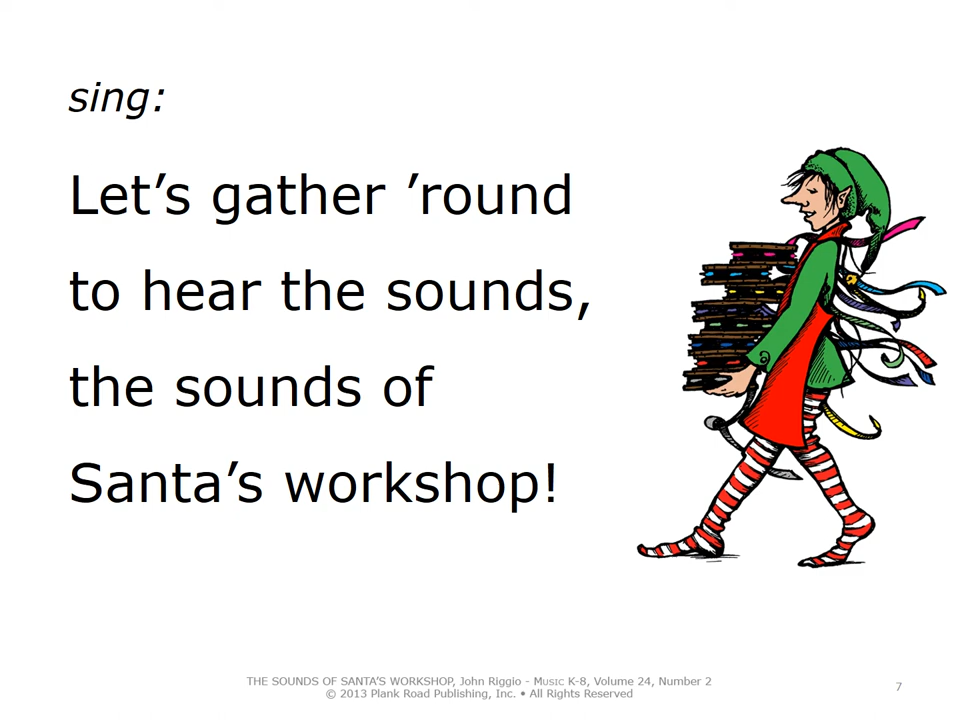 sing:
Let’s gather ’round
to hear the sounds,
the sounds of
Santa’s workshop!
THE SOUNDS OF SANTA’S WORKSHOP, John Riggio - MUSIC K-8, Volume 24, Number 2
© 2013 Plank Road Publishing, Inc. • All Rights Reserved
7